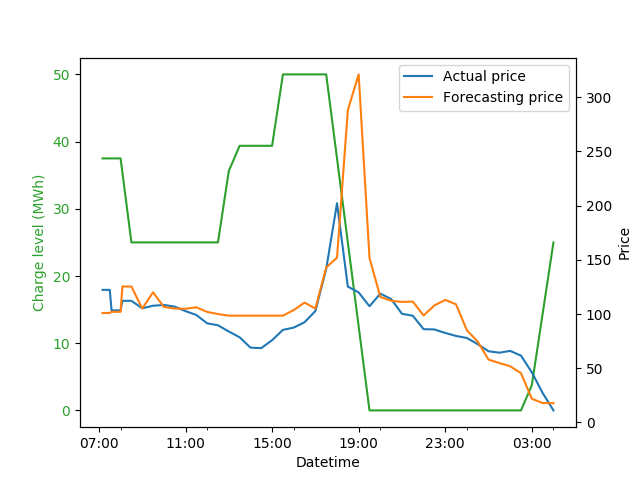 Actual price
Forecasting price
50
40
30
20
10
0
Charge level (MWh)
300
250
200
150
100
50
0
Price
07:00 11:00 15:00 19:00 23:00 03:00
Datetime